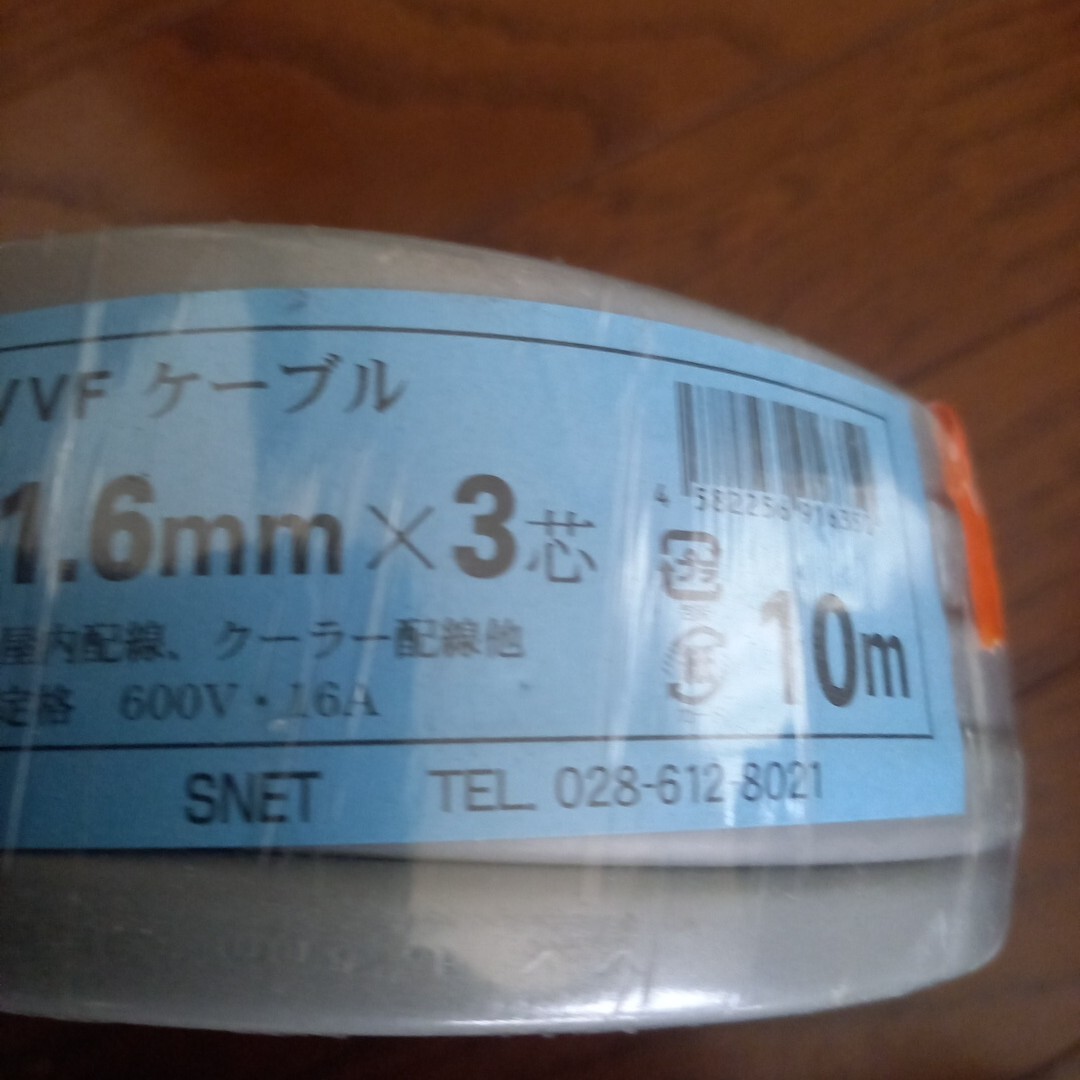 VVF ケーブル
1.6mm×3芯
屋内配線、クーラー配線他
定格 600V・16A
10m
SNET TEL. 028-612-8021